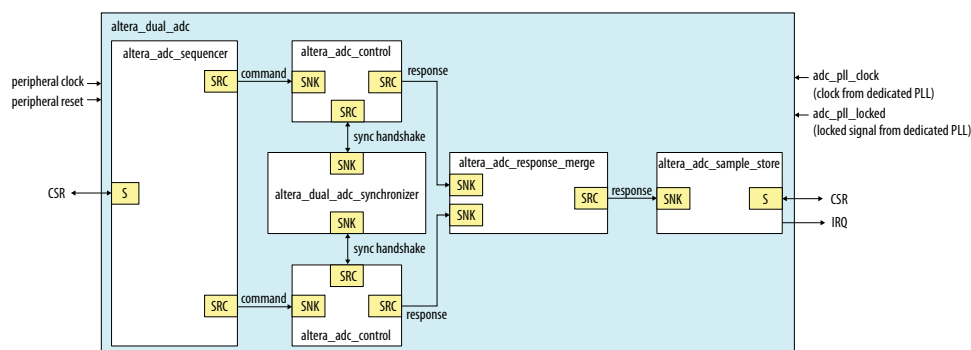 altera_dual_adc
altera_adc_sequencer
altera_adc_control
peripheral clock
peripheral reset
SRC
command
SNK
SRC
response
adc_pll_clock
(clock from dedicated PLL)
SRC
adc_pll_locked
(locked signal from dedicated PLL)
sync handshake
SNK
altera_adc_response_merge
altera_adc_sample_store
CSR
S
altera_dual_adc_synchronizer
SNK
SRC
response
SNK
S
CSR
SNK
IRQ
SNK
sync handshake
SRC
SRC
command
SNK
SRC
response
altera_adc_control